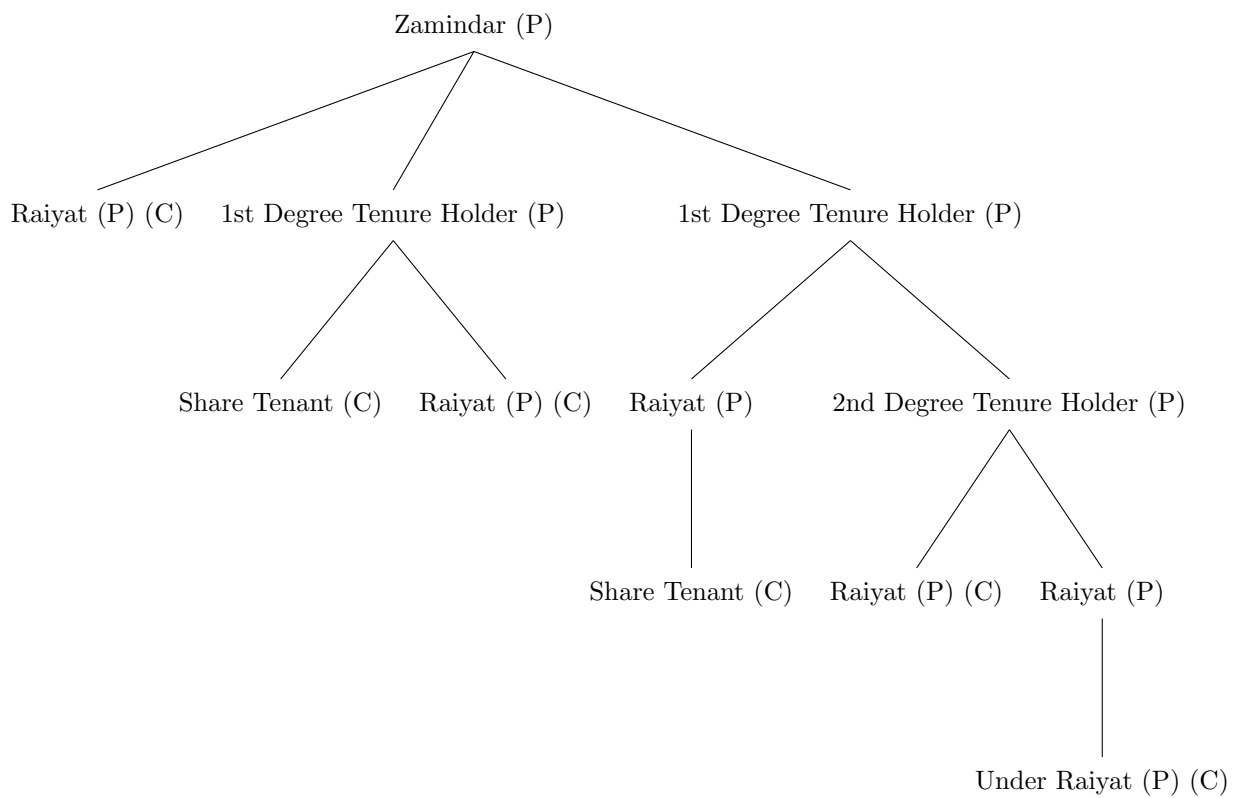 Zamindar (P)
Raiyat (P) (C) 1st Degree Tenure Holder (P) 1st Degree Tenure Holder (P)
Share Tenant (C) Raiyat (P) (C) Raiyat (P) 2nd Degree Tenure Holder (P)
Share Tenant (C) Raiyat (P) (C) Raiyat (P)
Under Raiyat (P) (C)